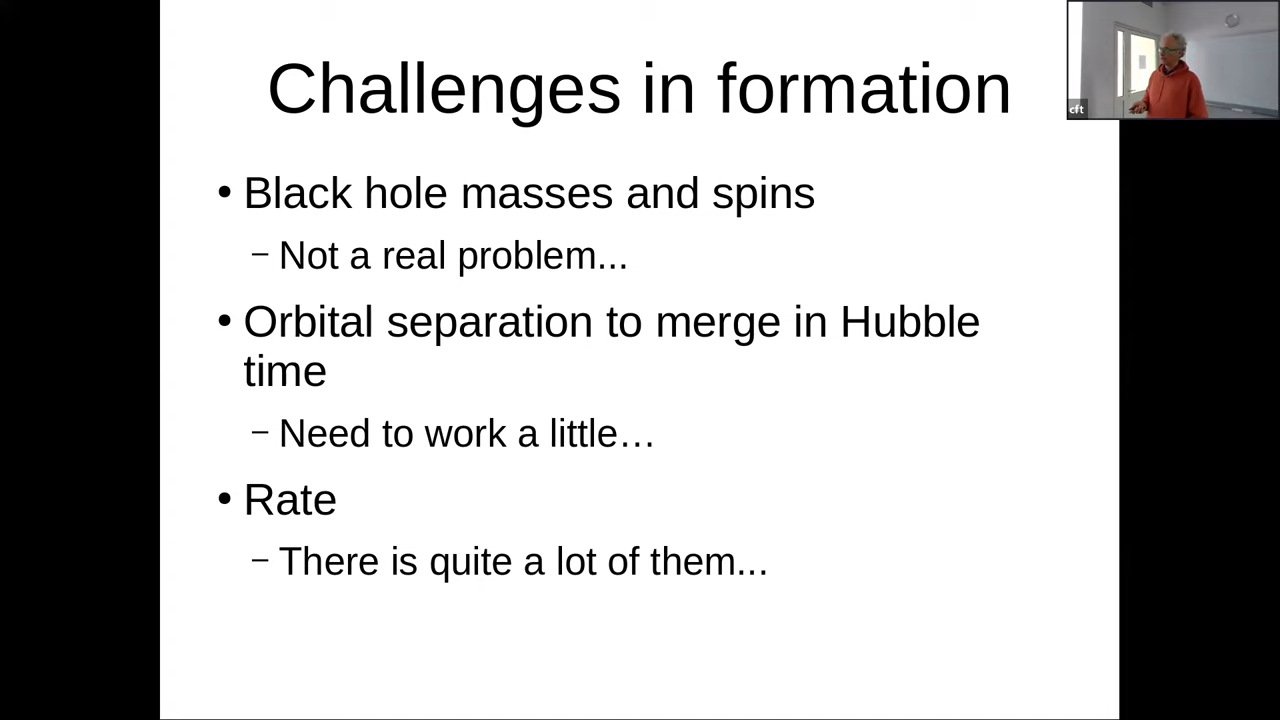 Challenges in formation
cft
• Black hole masses and spins
– Not a real problem...
• Orbital separation to merge in Hubble
time
– Need to work a little…
• Rate
– There is quite a lot of them...